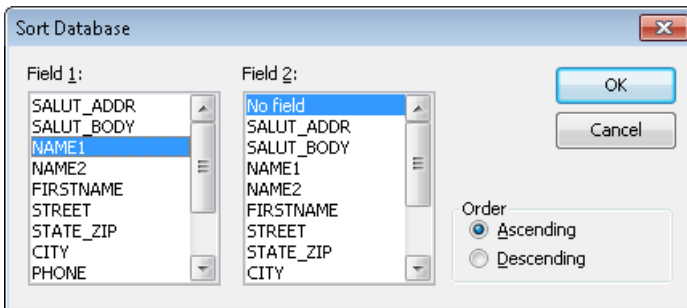 Sort Database
Field 1:
SALUT_ADDR
SALUT_BODY
NAME1
NAME2
FIRSTNAME
STREET
STATE_ZIP
CITY
PHONE
Field 2:
No field
SALUT_ADDR
SALUT_BODY
NAME1
NAME2
FIRSTNAME
STREET
STATE_ZIP
CITY
OK
Cancel
Order
Ascending
Descending